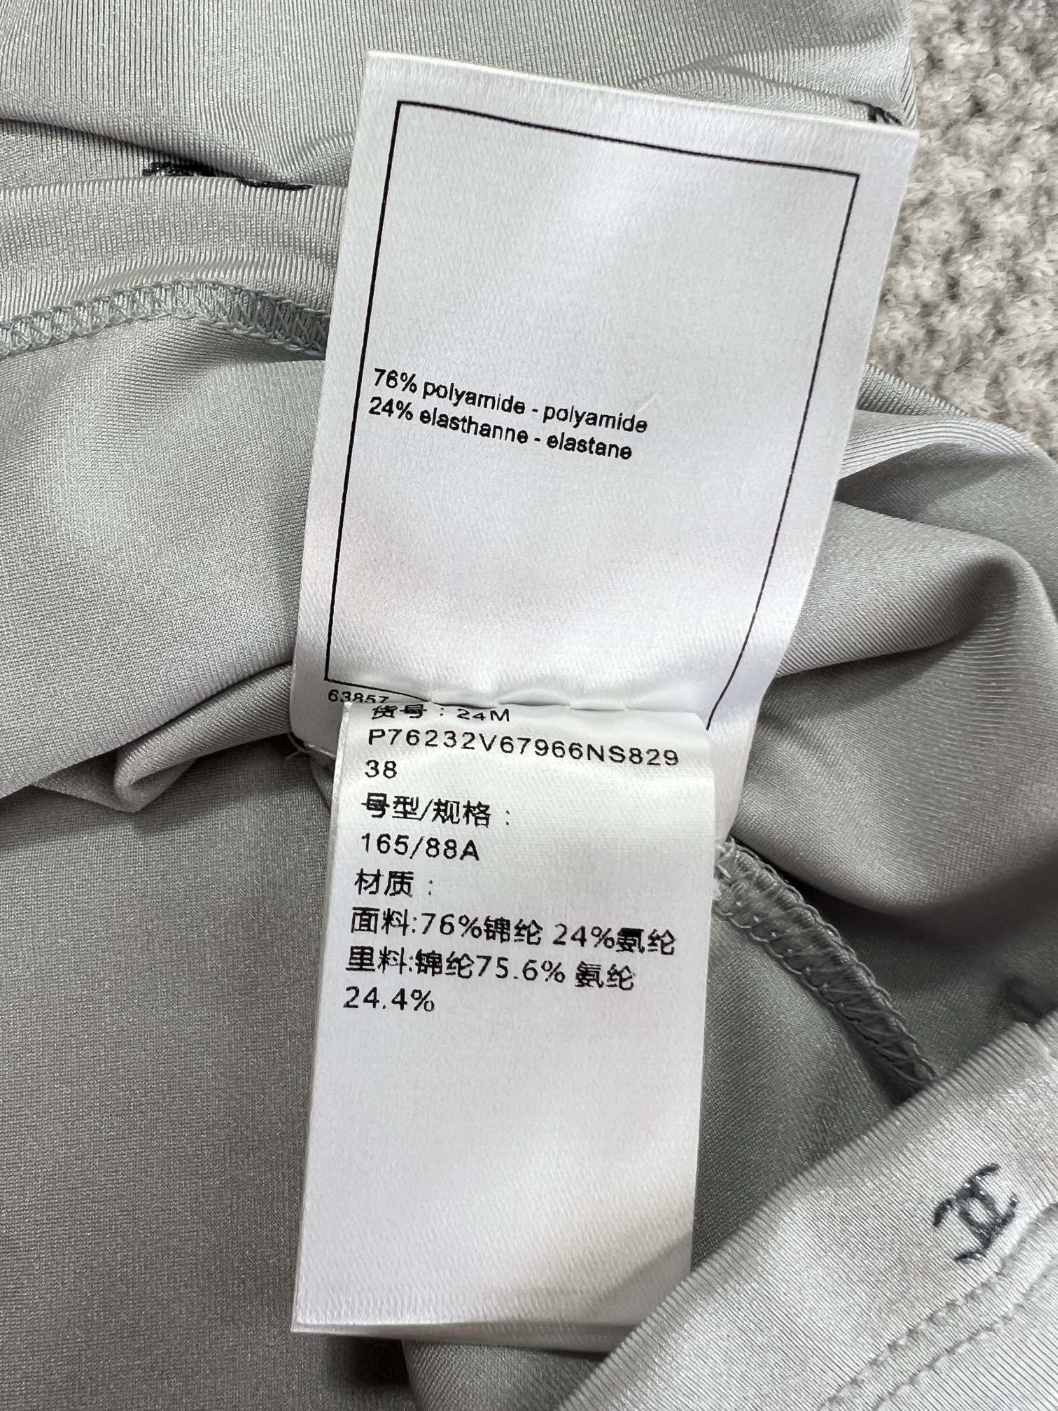 76% polyamide - polyamide
24% elasthanne - elastane
63857
货号：24M
P76232V67966NS829
38
号型/规格：
165/88A
材质：
面料:76%锦纶 24%氨纶
里料:锦纶75.6% 氨纶
24.4%